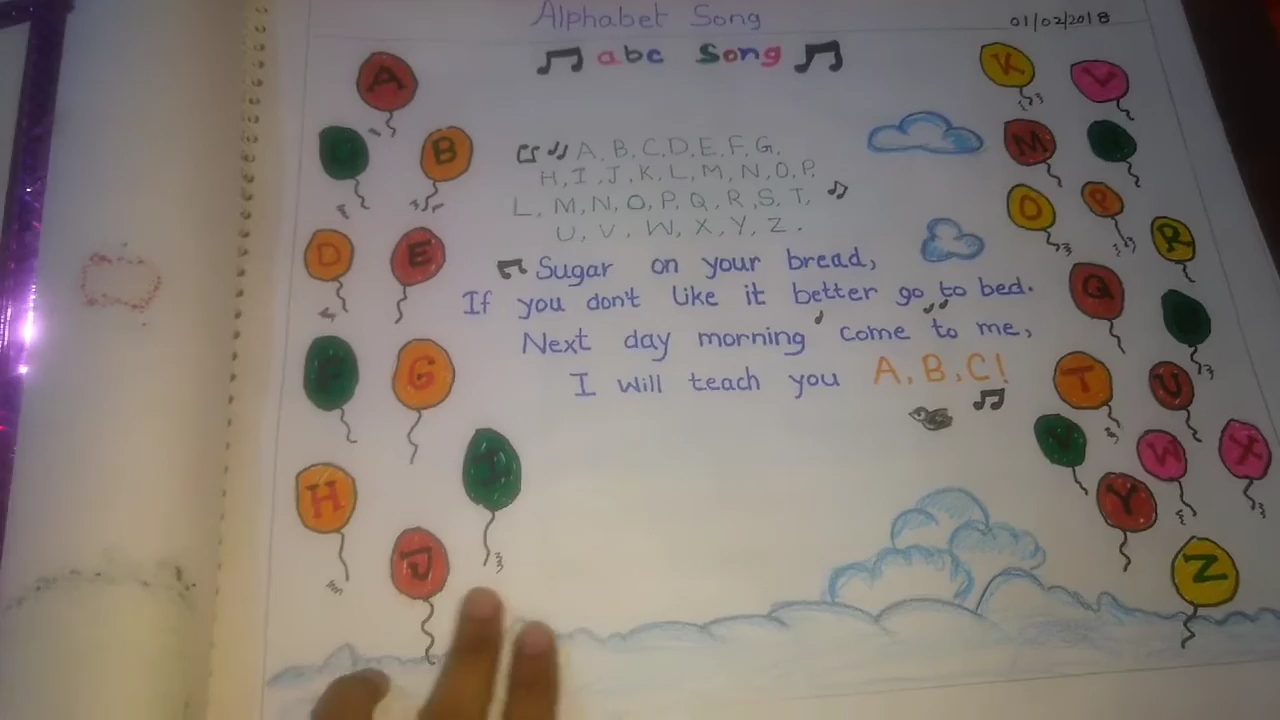 Alphabet Song
01/02/2018
abc Song
A, B, C, D, E, F, G,
H, I, J, K, L, M, N, O, P,
L, M, N, O, P, Q, R, S, T,
U, V, W, X, Y, Z.
Sugar on your bread,
If you don't like it better go to bed.
Next day morning come to me,
I will teach you A, B, C!
A
B
D
E
G
H
J
K
M
O
P
R
Q
T
U
W
X
Y
Z